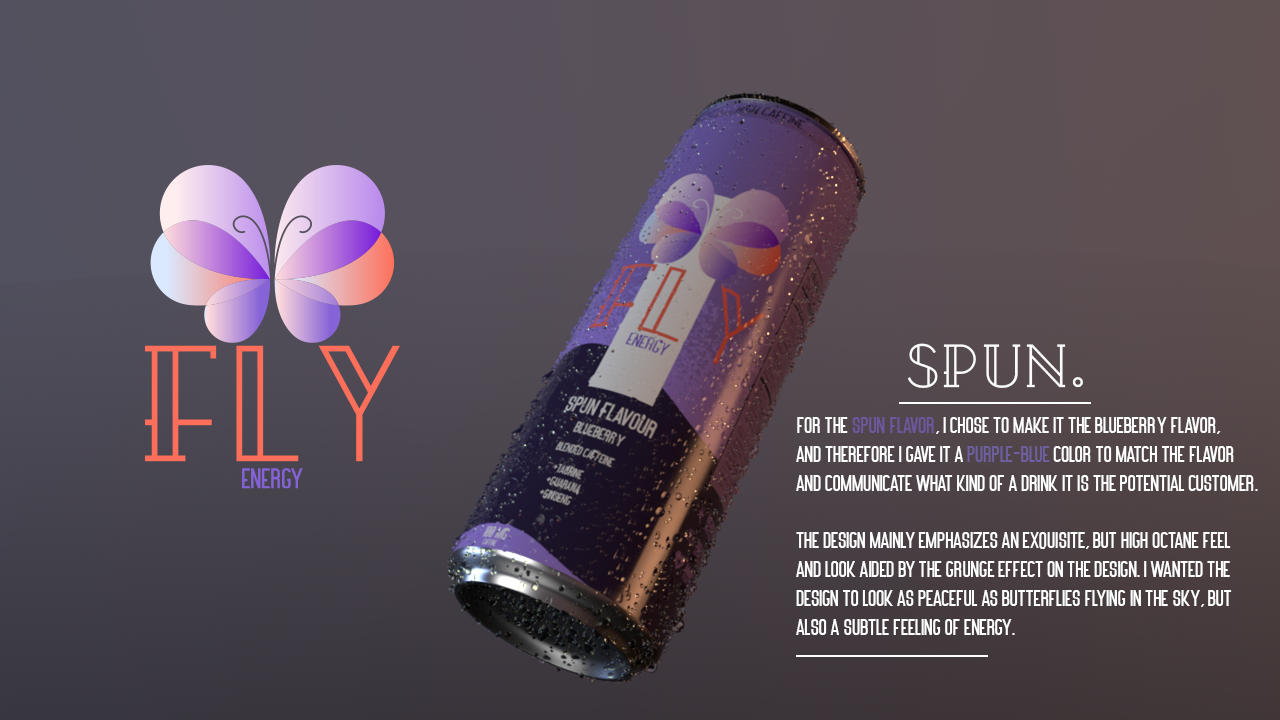 FLY
ENERGY
HIGH CAFFINE
FLY
ENERGY
SPUN FLAVOUR
BLUEBERRY
BLENDED CAFFEINE
+TAURINE
+GUARANA
+GINSENG
SPUN.
FOR THE SPUN FLAVOR, I CHOSE TO MAKE IT THE BLUEBERRY FLAVOR,
AND THEREFORE I GAVE IT A PURPLE-BLUE COLOR TO MATCH THE FLAVOR
AND COMMUNICATE WHAT KIND OF A DRINK IT IS THE POTENTIAL CUSTOMER.
THE DESIGN MAINLY EMPHASIZES AN EXQUISITE, BUT HIGH OCTANE FEEL
AND LOOK AIDED BY THE GRUNGE EFFECT ON THE DESIGN. I WANTED THE
DESIGN TO LOOK AS PEACEFUL AS BUTTERFLIES FLYING IN THE SKY, BUT
ALSO A SUBTLE FEELING OF ENERGY.